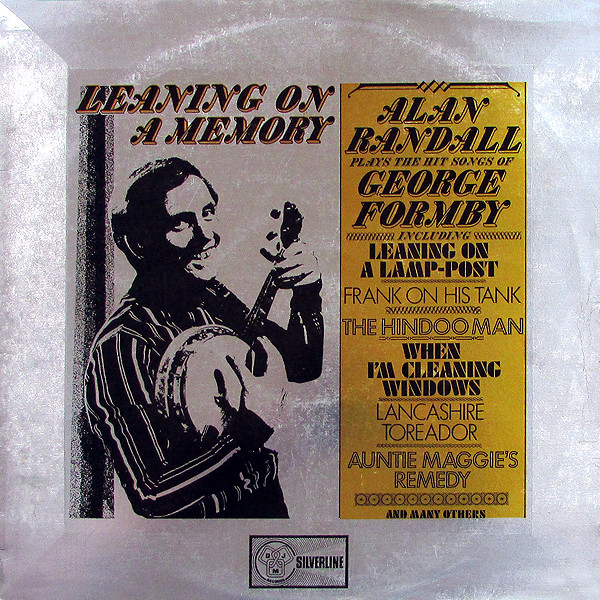 LEANING ON
A MEMORY
ALAN
RANDALL
PLAYS THE HIT SONGS OF
GEORGE
FORMBY
INCLUDING
LEANING ON
A LAMP-POST
FRANK ON HIS TANK
THE HINDOO MAN
WHEN
I'M CLEANING
WINDOWS
LANCASHIRE
TOREADOR
AUNTIE MAGGIE'S
REMEDY
AND MANY OTHERS
DJM
SILVERLINE